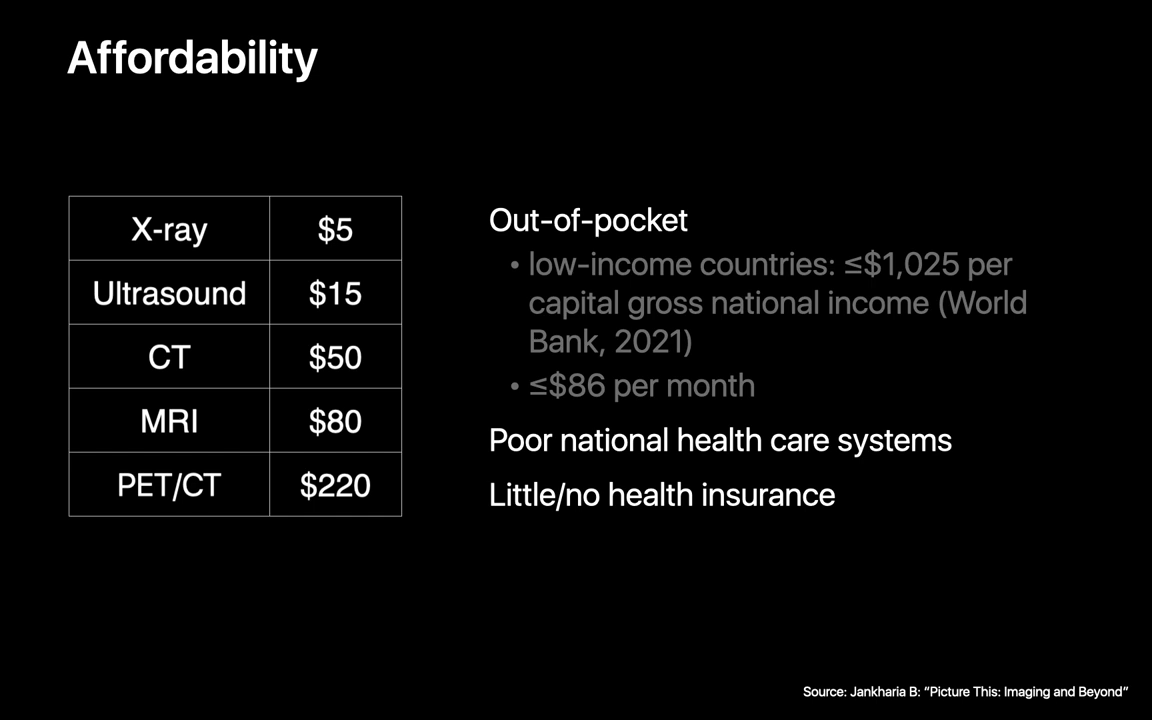 Affordability
X-ray $5
Ultrasound $15
CT $50
MRI $80
PET/CT $220
Out-of-pocket
• low-income countries: ≤$1,025 per
capital gross national income (World
Bank, 2021)
• ≤$86 per month
Poor national health care systems
Little/no health insurance
Source: Jankharia B: “Picture This: Imaging and Beyond”